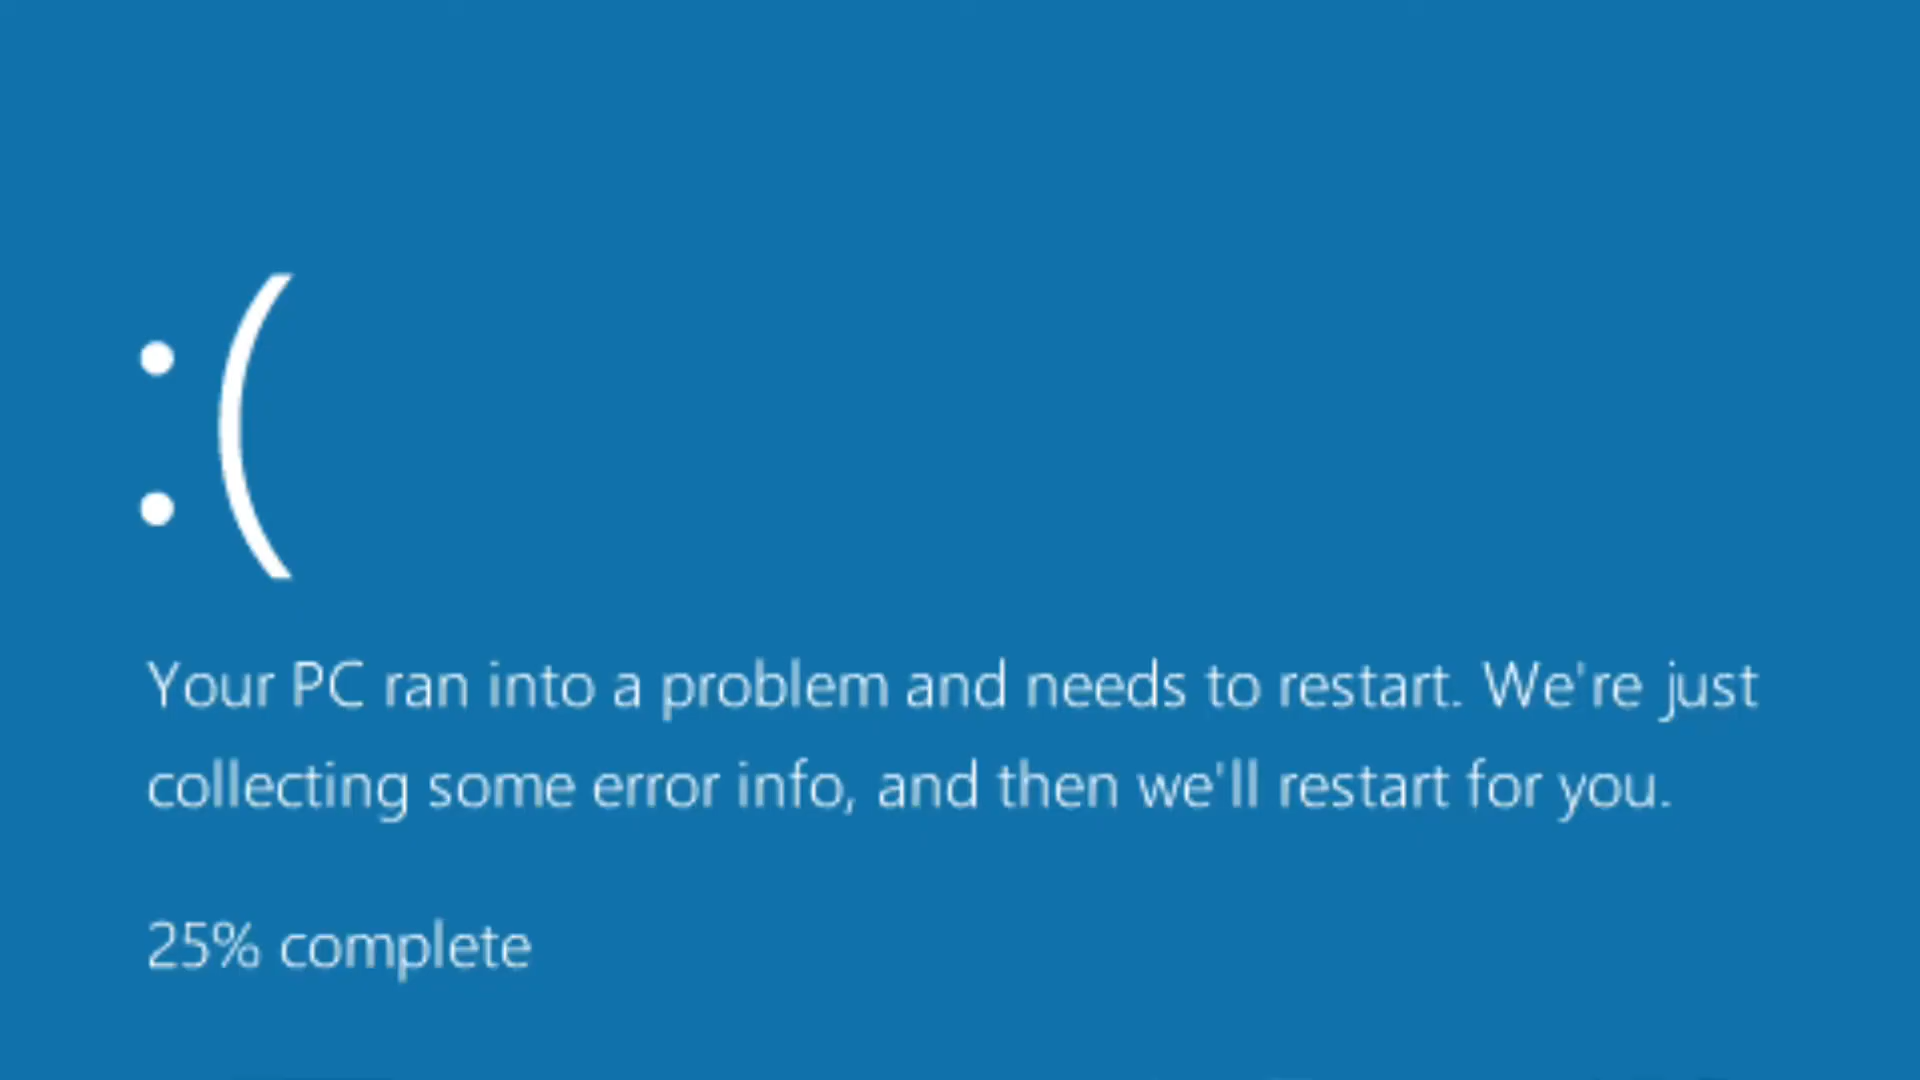 :(
Your PC ran into a problem and needs to restart. We're just
collecting some error info, and then we'll restart for you.
25% complete